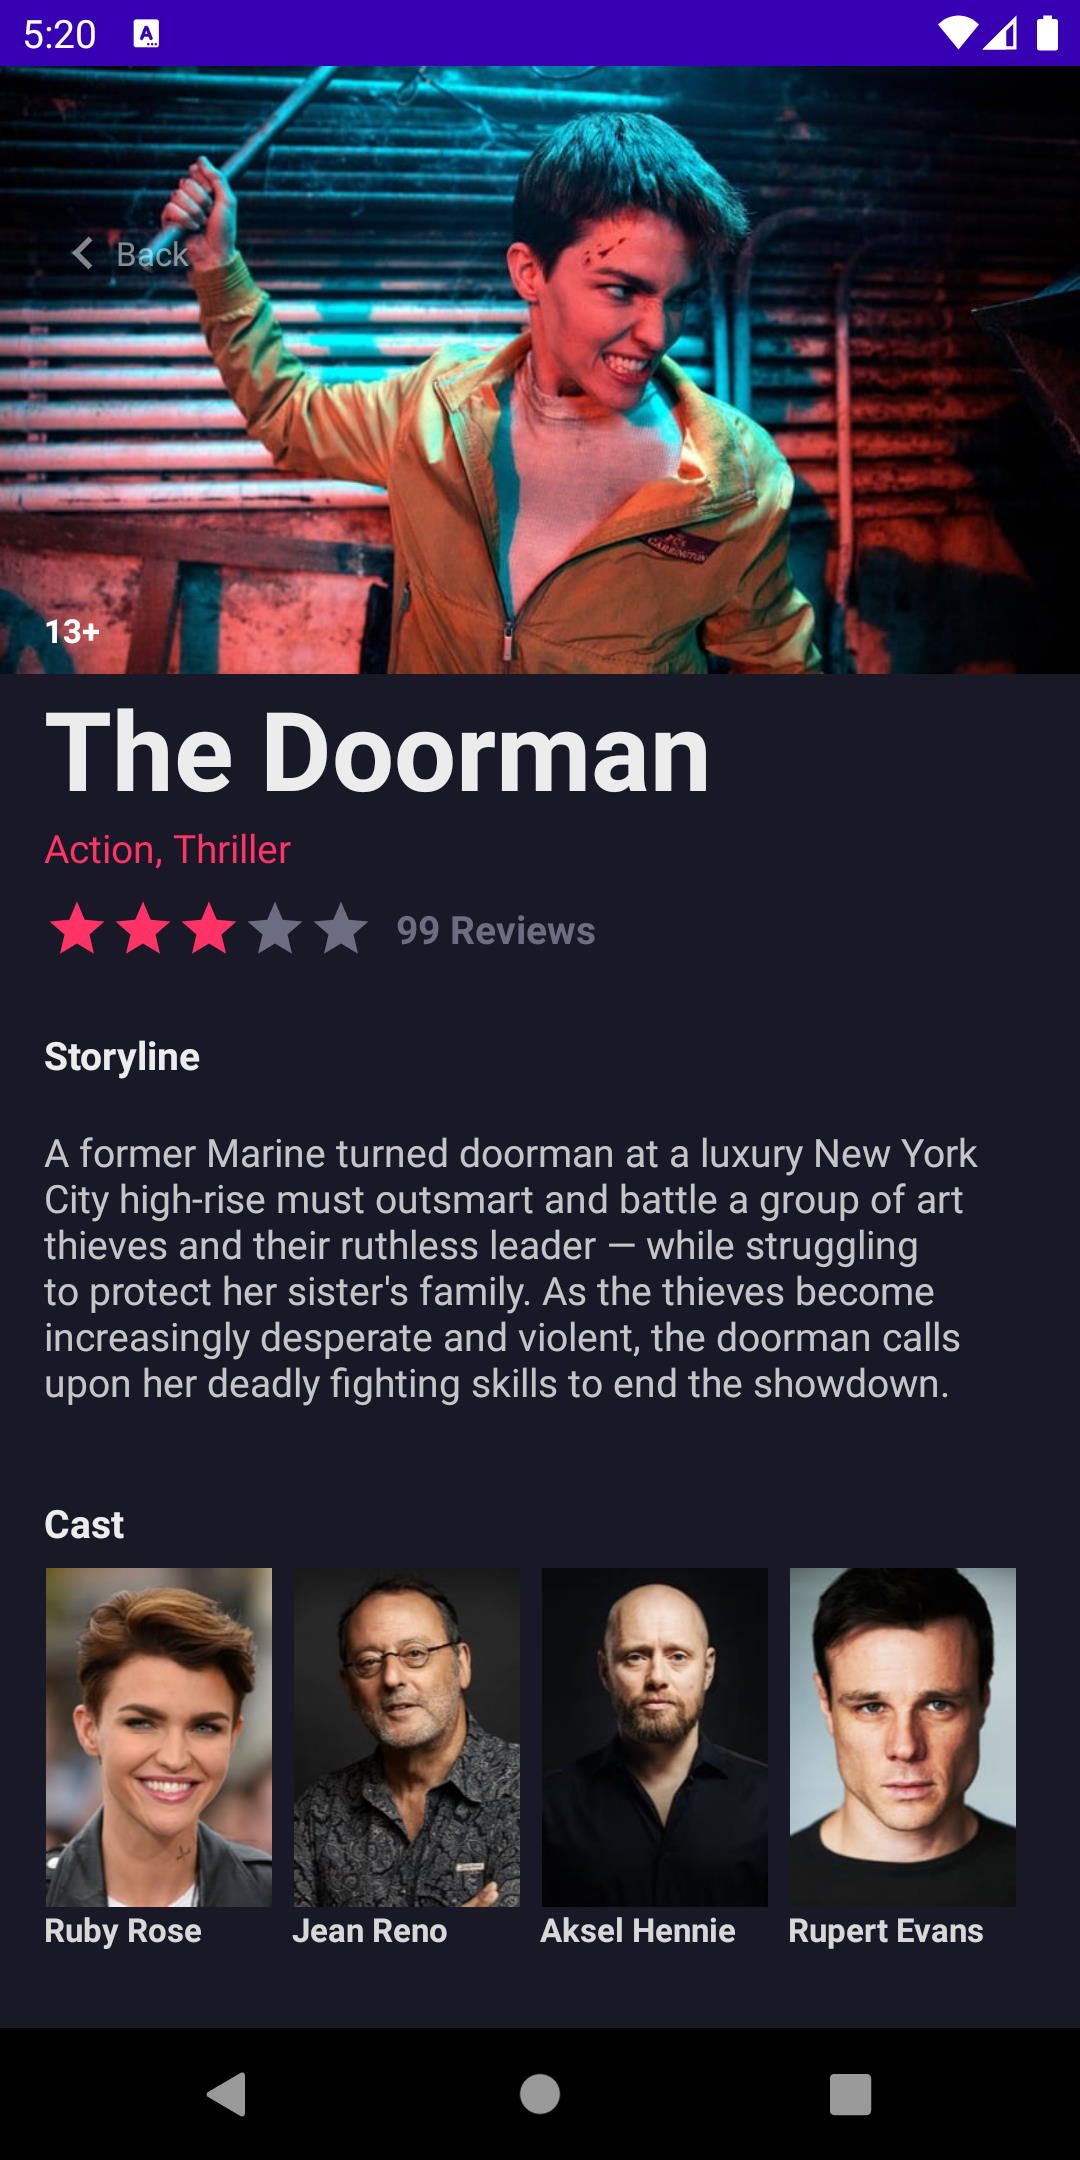 5:20
Back
CARRINGTON
13+
The Doorman
Action, Thriller
99 Reviews
Storyline
A former Marine turned doorman at a luxury New York
City high-rise must outsmart and battle a group of art
thieves and their ruthless leader — while struggling
to protect her sister's family. As the thieves become
increasingly desperate and violent, the doorman calls
upon her deadly fighting skills to end the showdown.
Cast
Ruby Rose
Jean Reno
Aksel Hennie
Rupert Evans